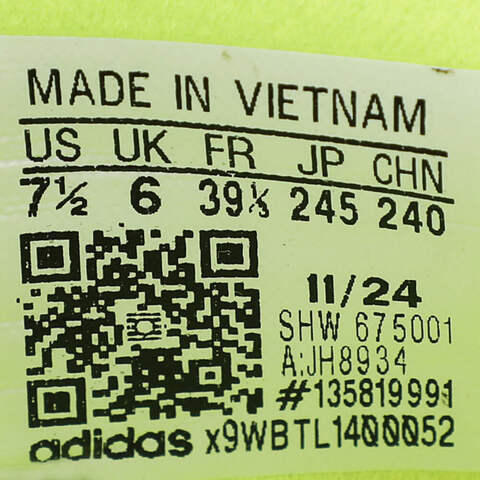 MADE IN VIETNAM
US UK FR JP CHN
7½ 6 39⅓ 245 240
11/24
SHW 675001
A:JH8934
#135819991
adidas x9WBTL1400052